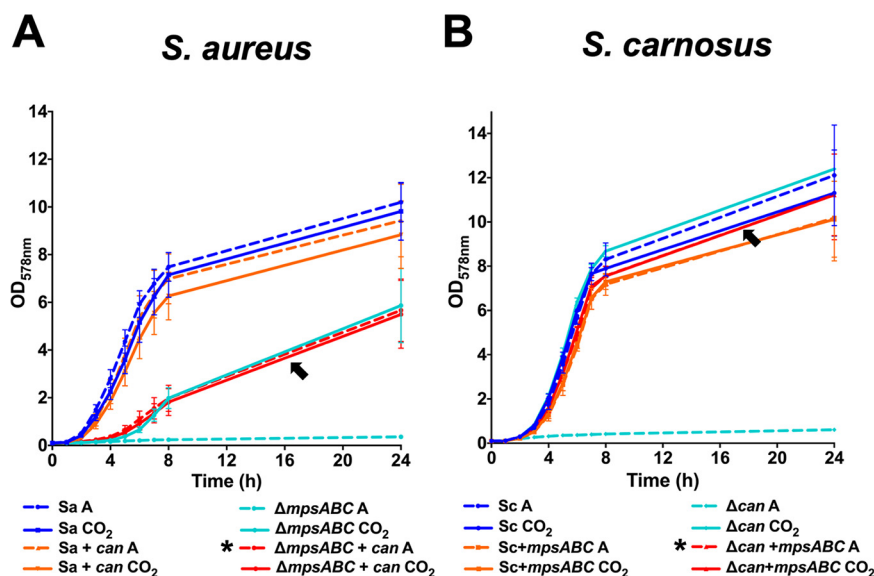 A
S. aureus
14
12
10
8
6
4
2
0
OD578nm
0 4 8 12 16 20 24
Time (h)
Sa A
Sa CO2
Sa + can A
Sa + can CO2
ΔmpsABC A
ΔmpsABC CO2
* ΔmpsABC + can A
ΔmpsABC + can CO2
B
S. carnosus
14
12
10
8
6
4
2
0
OD578nm
0 4 8 12 16 20 24
Time (h)
Sc A
Sc CO2
Sc+mpsABC A
Sc+mpsABC CO2
Δcan A
Δcan CO2
* Δcan +mpsABC A
Δcan+mpsABC CO2